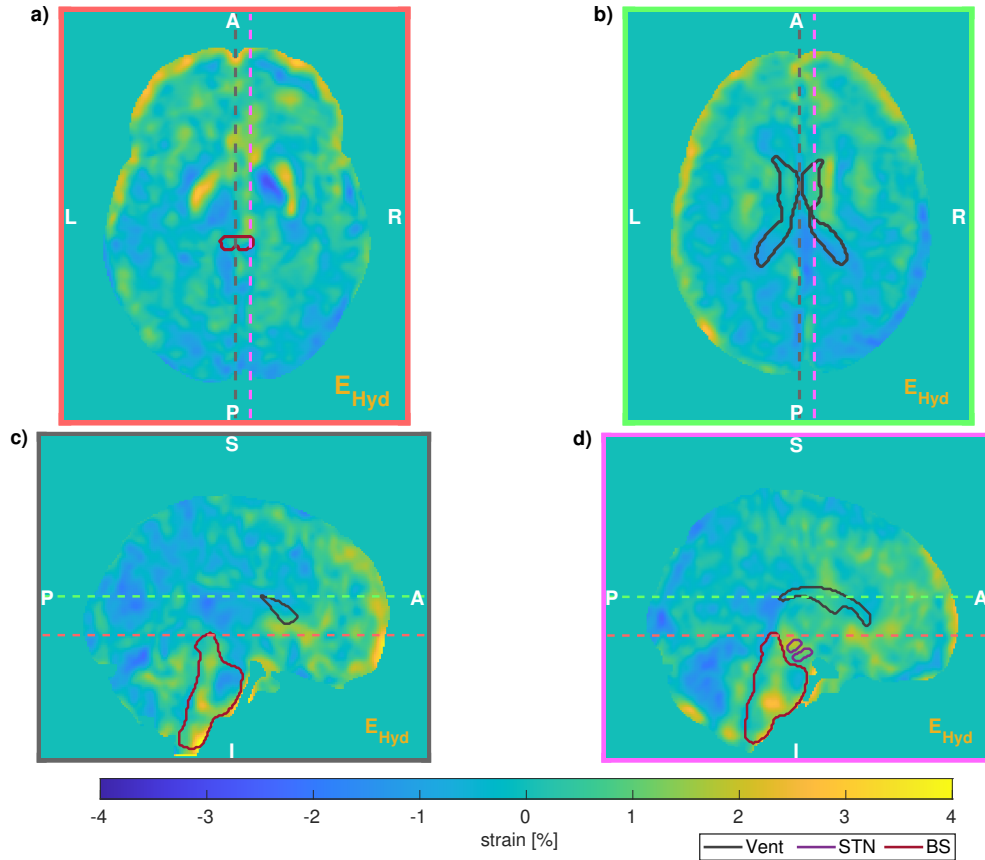 a)
A
L
R
E_Hyd
P
b)
A
L
R
E_Hyd
P
c)
S
P
A
E_Hyd
I
d)
S
P
A
E_Hyd
I
-4 -3 -2 -1 0 1 2 3 4
strain [%]
Vent STN BS